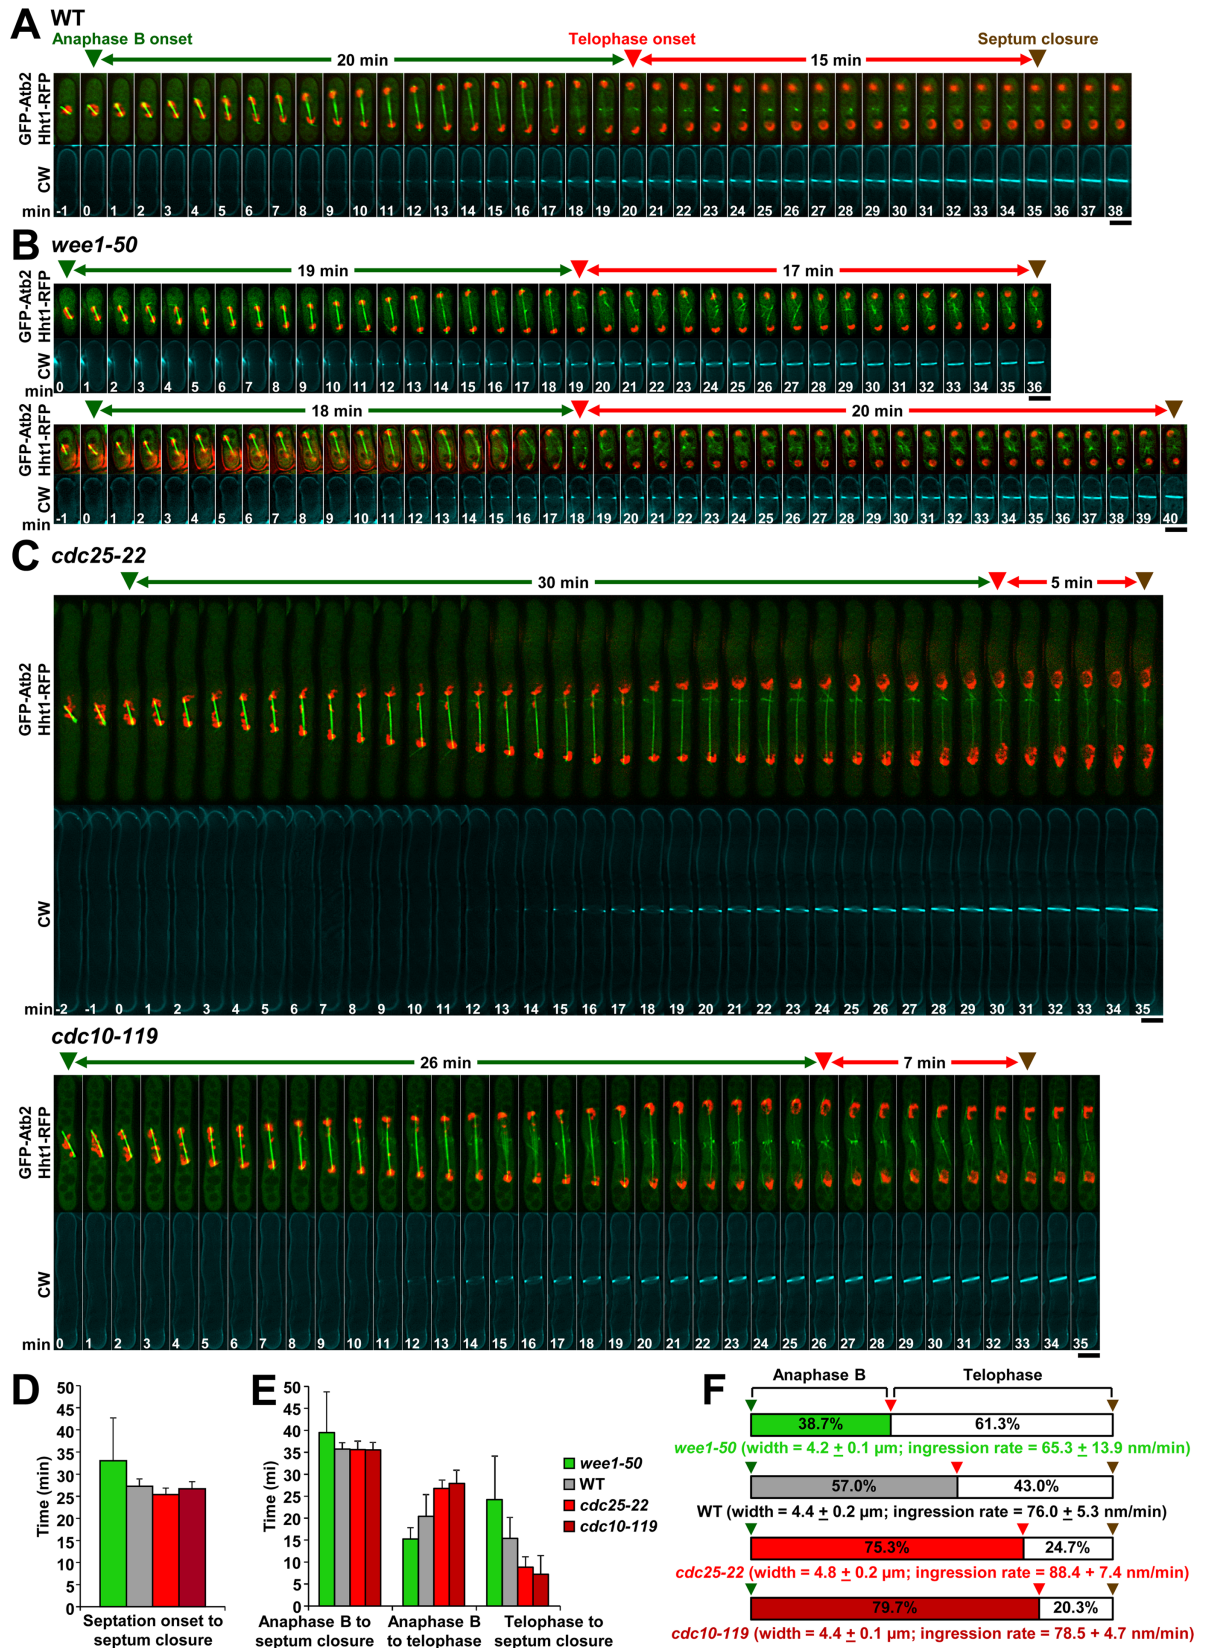 A WT
Anaphase B onset Telophase onset Septum closure
20 min 15 min
GFP-Atb2
Hht1-RFP
CW
min -1 0 1 2 3 4 5 6 7 8 9 10 11 12 13 14 15 16 17 18 19 20 21 22 23 24 25 26 27 28 29 30 31 32 33 34 35 36 37 38
B wee1-50
19 min 17 min
GFP-Atb2
Hht1-RFP
CW
min 0 1 2 3 4 5 6 7 8 9 10 11 12 13 14 15 16 17 18 19 20 21 22 23 24 25 26 27 28 29 30 31 32 33 34 35 36
18 min 20 min
GFP-Atb2
Hht1-RFP
CW
min -1 0 1 2 3 4 5 6 7 8 9 10 11 12 13 14 15 16 17 18 19 20 21 22 23 24 25 26 27 28 29 30 31 32 33 34 35 36 37 38 39 40
C cdc25-22
30 min 5 min
GFP-Atb2
Hht1-RFP
CW
min -2 -1 0 1 2 3 4 5 6 7 8 9 10 11 12 13 14 15 16 17 18 19 20 21 22 23 24 25 26 27 28 29 30 31 32 33 34 35
cdc10-119
26 min 7 min
GFP-Atb2
Hht1-RFP
CW
min 0 1 2 3 4 5 6 7 8 9 10 11 12 13 14 15 16 17 18 19 20 21 22 23 24 25 26 27 28 29 30 31 32 33 34 35
D
Time (min)
50
45
40
35
30
25
20
15
10
5
0
Septation onset to
septum closure
E
Time (mi)
50
45
40
35
30
25
20
15
10
5
0
Anaphase B to
septum closure
Anaphase B
to telophase
Telophase to
septum closure
wee1-50
WT
cdc25-22
cdc10-119
F
Anaphase B Telophase
38.7% 61.3%
wee1-50 (width = 4.2 ± 0.1 µm; ingression rate = 65.3 ± 13.9 nm/min)
57.0% 43.0%
WT (width = 4.4 ± 0.2 µm; ingression rate = 76.0 ± 5.3 nm/min)
75.3% 24.7%
cdc25-22 (width = 4.8 ± 0.2 µm; ingression rate = 88.4 + 7.4 nm/min)
79.7% 20.3%
cdc10-119 (width = 4.4 ± 0.1 µm; ingression rate = 78.5 + 4.7 nm/min)